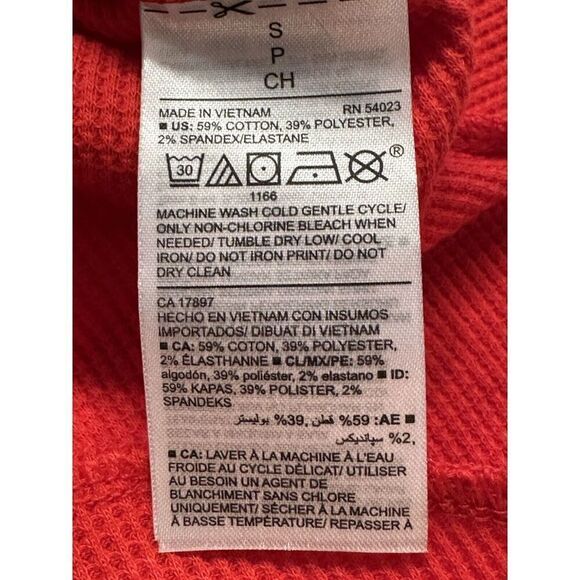 S
P
CH
MADE IN VIETNAM RN 54023
■ US: 59% COTTON, 39% POLYESTER,
2% SPANDEX/ELASTANE
30 ®
1166
MACHINE WASH COLD GENTLE CYCLE/
ONLY NON-CHLORINE BLEACH WHEN
NEEDED/ TUMBLE DRY LOW/ COOL
IRON/ DO NOT IRON PRINT/ DO NOT
DRY CLEAN
CA 17897
HECHO EN VIETNAM CON INSUMOS
IMPORTADOS/ DIBUAT DI VIETNAM
■ CA: 59% COTON, 39% POLYESTER,
2% ÉLASTHANNE ■ CL/MX/PE: 59%
algodón, 39% poliéster, 2% elastano ■ ID:
59% KAPAS, 39% POLISTER, 2%
SPANDEKS
■ AE: 59% قطن ,39% بوليستر
,2% سباندیکس
■ CA: LAVER À LA MACHINE À L'EAU
FROIDE AU CYCLE DÉLICAT/ UTILISER
AU BESOIN UN AGENT DE
BLANCHIMENT SANS CHLORE
UNIQUEMENT/ SÉCHER À LA MACHINE
À BASSE TEMPÉRATURE/ REPASSER À